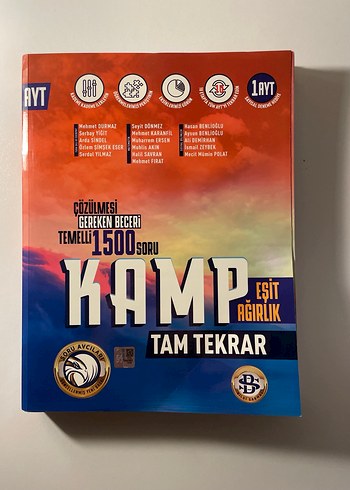 AYT
1AYT
Mehmet DURMAZ
Serbay YİĞİT
Arda SİNDEL
Özlem ŞİMŞEK ESER
Serdal YILMAZ
Seyit DÖNMEZ
Mehmet KARANFİL
Muharrem ERSEN
Muhlis AKIN
Halil SAVRAN
Mehmet FIRAT
Hasan BENLİOĞLU
Aysun BENLİOĞLU
Ali DEMİRHAN
İsmail ZEYBEK
Mecit Mümin POLAT
ÇÖZÜLMESİ
GEREKEN BECERİ
TEMELLİ 1500 SORU
KAMP
EŞİT
AĞIRLIK
TAM TEKRAR
SORU AVCILARI